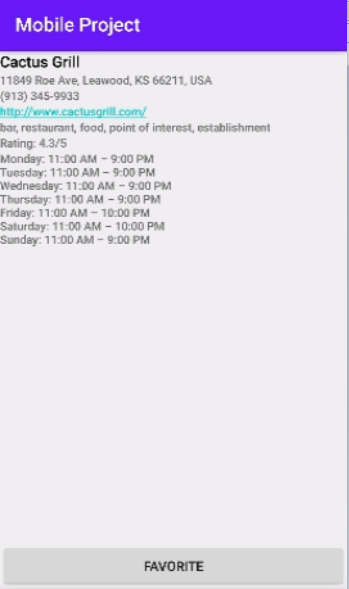 Mobile Project
Cactus Grill
11849 Roe Ave, Leawood, KS 66211, USA
(913) 345-9933
http://www.cactusgrill.com/
bar, restaurant, food, point of interest, establishment
Rating: 4.3/5
Monday: 11:00 AM – 9:00 PM
Tuesday: 11:00 AM – 9:00 PM
Wednesday: 11:00 AM – 9:00 PM
Thursday: 11:00 AM – 9:00 PM
Friday: 11:00 AM – 10:00 PM
Saturday: 11:00 AM – 10:00 PM
Sunday: 11:00 AM – 9:00 PM
FAVORITE